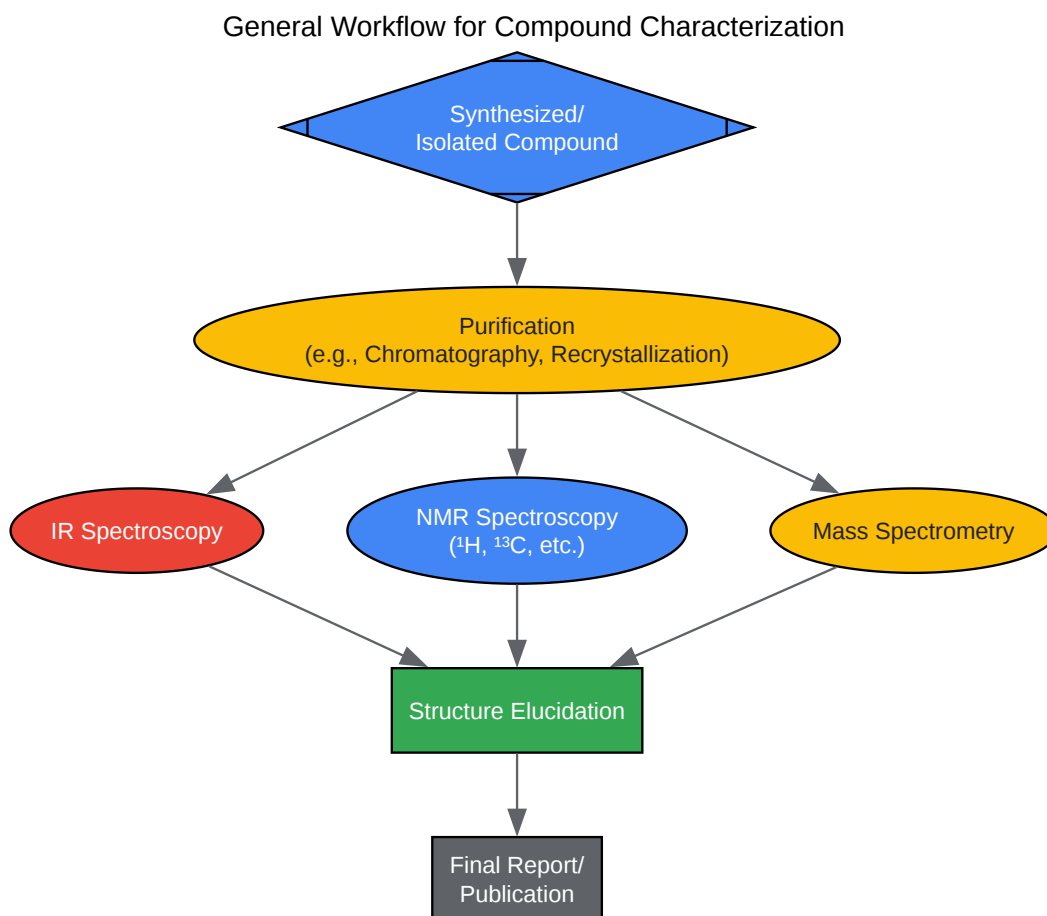 General Workflow for Compound Characterization
Synthesized/
Isolated Compound
Purification
(e.g., Chromatography, Recrystallization)
IR Spectroscopy
NMR Spectroscopy
(¹H, ¹³C, etc.)
Mass Spectrometry
Structure Elucidation
Final Report/
Publication